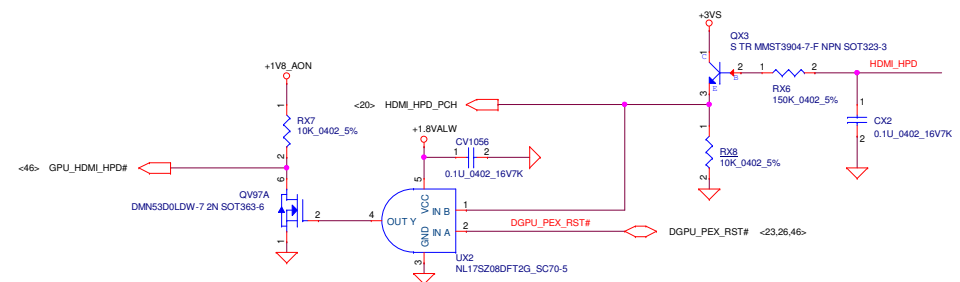 +3VS
QX3
S TR MMST3904-7-F NPN SOT323-3
C
1
2
B
E
3
1
2
HDMI_HPD
RX6
150K_0402_5%
1
CX2
0.1U_0402_16V7K
2
+1V8_AON
1
RX7
10K_0402_5%
2
<20> HDMI_HPD_PCH
+1.8VALW
CV1056
1
2
0.1U_0402_16V7K
1
RX8
10K_0402_5%
2
<46> GPU_HDMI_HPD#
6
QV97A
DMN53D0LDW-7 2N SOT363-6
2
1
5
VCC
IN B
1
4
OUT Y
IN A
2
GND
3
DGPU_PEX_RST#
DGPU_PEX_RST# <23,26,46>
UX2
NL17SZ08DFT2G_SC70-5